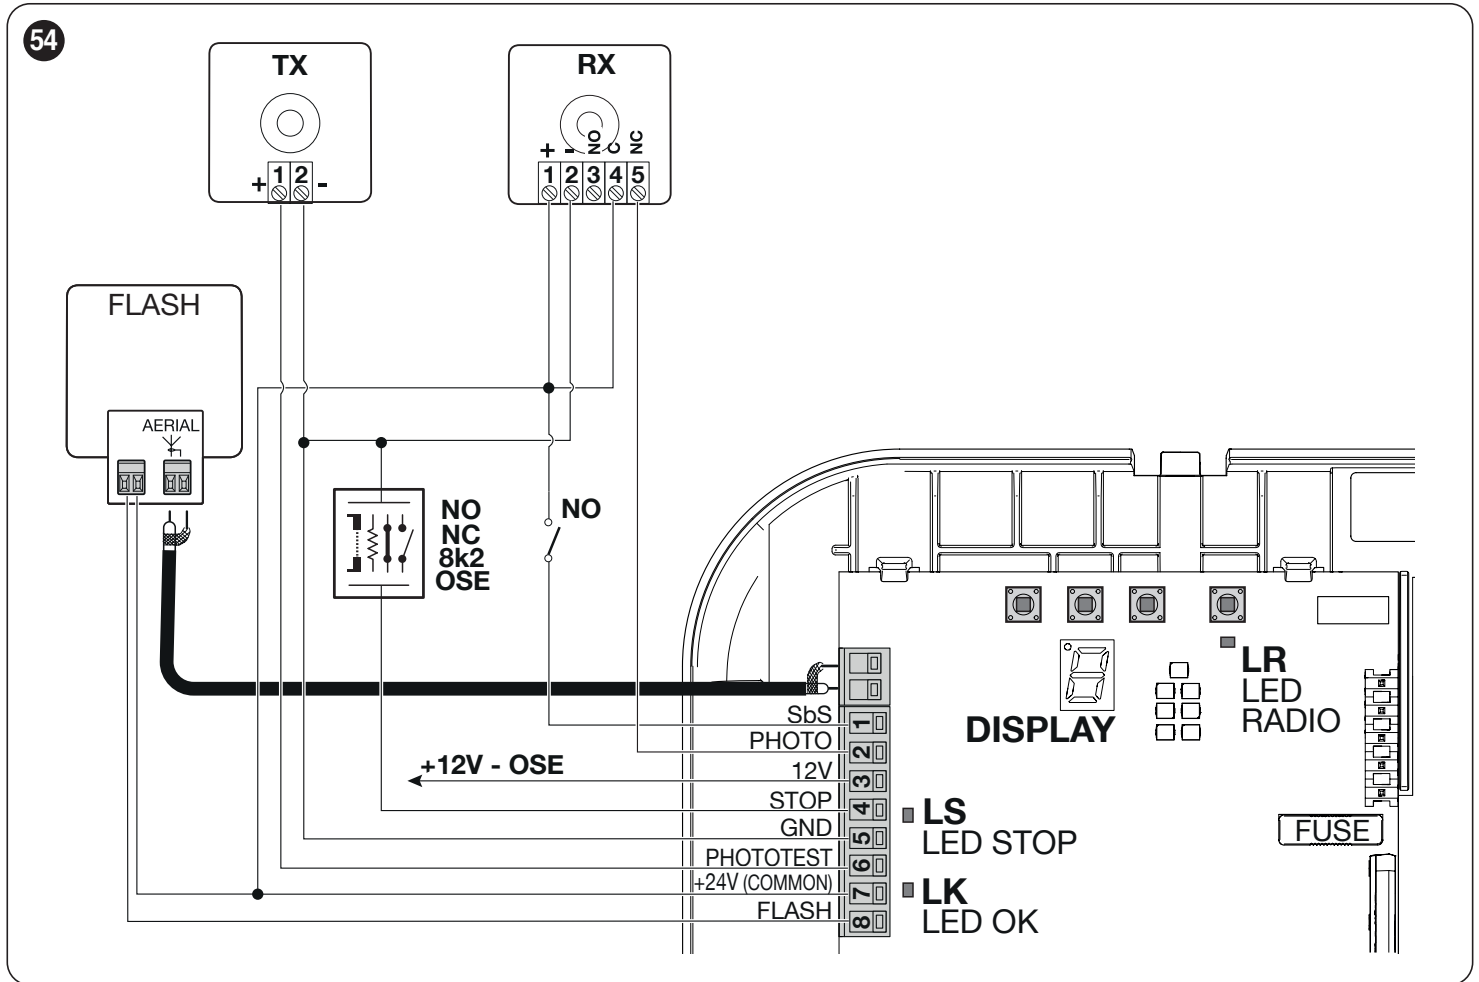 54
TX
+ 1 2 -
RX
+ - NO C NC
1 2 3 4 5
FLASH
AERIAL
NO
NC
8k2
OSE
NO
SbS 1
PHOTO 2
+12V - OSE
12V 3
STOP 4
GND 5
PHOTOTEST 6
+24V (COMMON) 7
FLASH 8
DISPLAY
LR
LED
RADIO
LS
LED STOP
LK
LED OK
FUSE